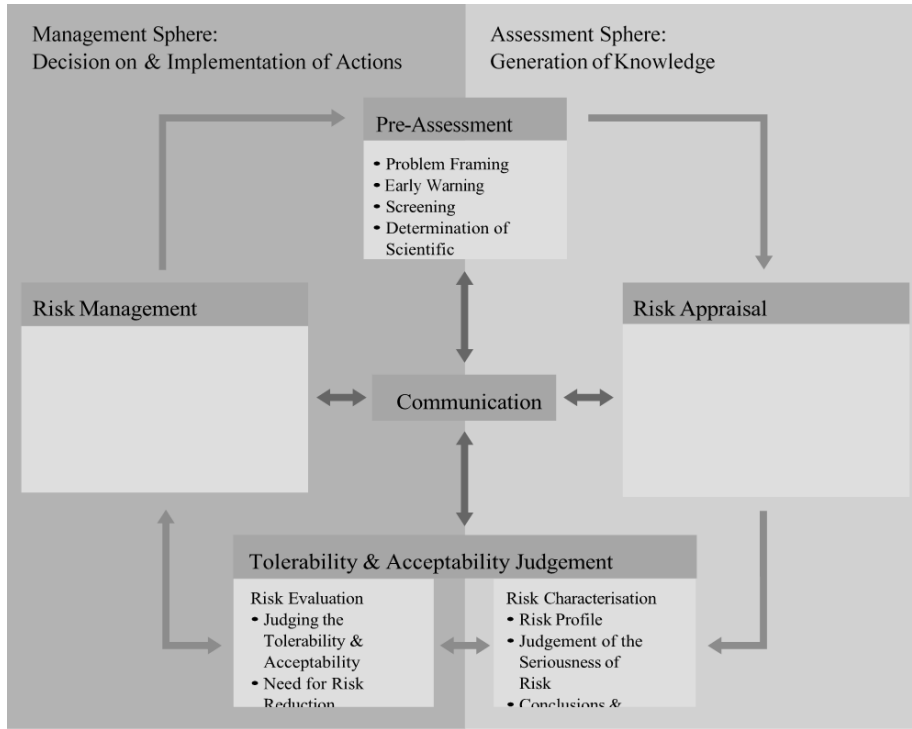 Management Sphere:
Decision on & Implementation of Actions
Assessment Sphere:
Generation of Knowledge
Pre-Assessment
• Problem Framing
• Early Warning
• Screening
• Determination of
Scientific
Risk Management
Risk Appraisal
Communication
Tolerability & Acceptability Judgement
Risk Evaluation
• Judging the
Tolerability &
Acceptability
• Need for Risk
Reduction
Risk Characterisation
• Risk Profile
• Judgement of the
Seriousness of
Risk
• Conclusions &